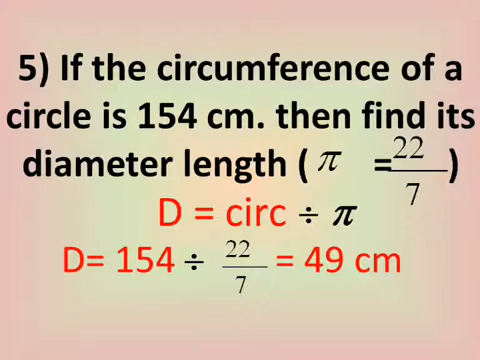 5) If the circumference of a
circle is 154 cm. then find its
diameter length ( π = 22/7 )
D = circ ÷ π
D= 154 ÷ 22/7 = 49 cm